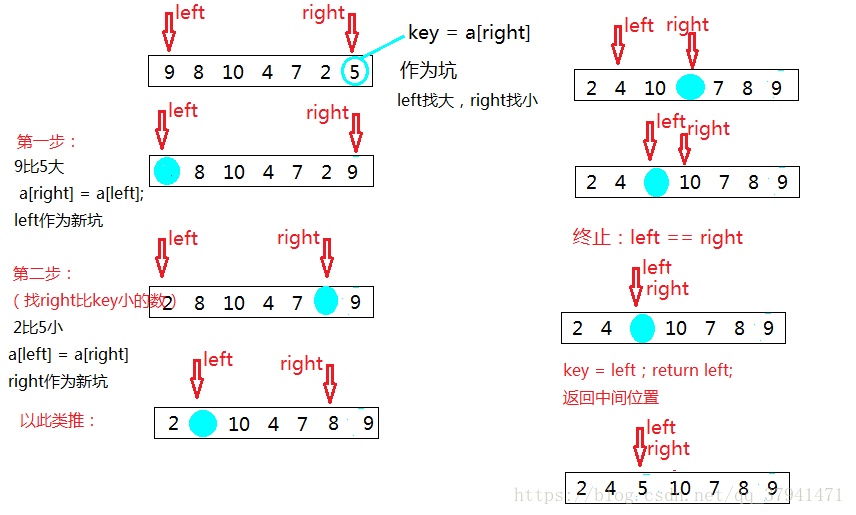 left
right
key = a[right]
9 8 10 4 7 2 5
作为坑
left找大，right找小
left
right
第一步：
9比5大
8 10 4 7 2 9
a[right] = a[left];
left作为新坑
left
right
第二步：
（找right比key小的数）
2 8 10 4 7 9
2比5小
a[left] = a[right]
right作为新坑
left
right
以此类推：
2 10 4 7 8 9
left
right
2 4 10 7 8 9
left
right
2 4 10 7 8 9
终止：left == right
left
right
2 4 10 7 8 9
key = left；return left;
返回中间位置
left
right
2 4 5 10 7 8 9
https://blog.csdn.net/qq_37941471